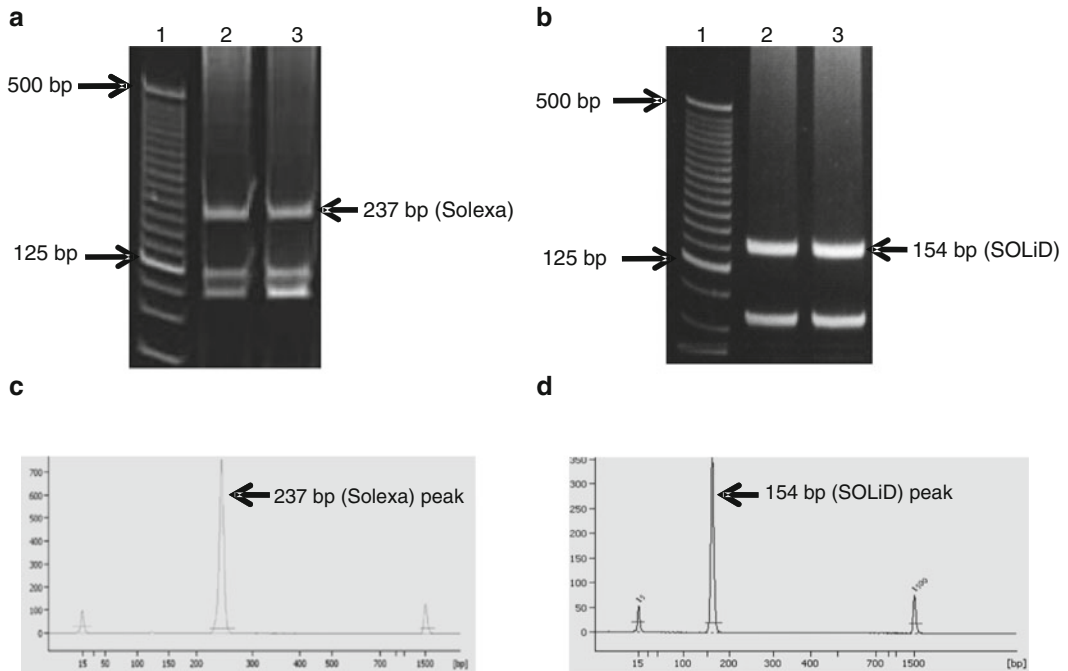 a
1 2 3
500 bp
237 bp (Solexa)
125 bp
b
1 2 3
500 bp
125 bp
154 bp (SOLiD)
c
700
600
500
400
300
200
100
0
237 bp (Solexa) peak
15 50 100 200 300 400 500 1500 [bp]
d
350
300
250
200
150
100
50
0
154 bp (SOLiD) peak
15 100 200 300 400 700 1500 [bp]